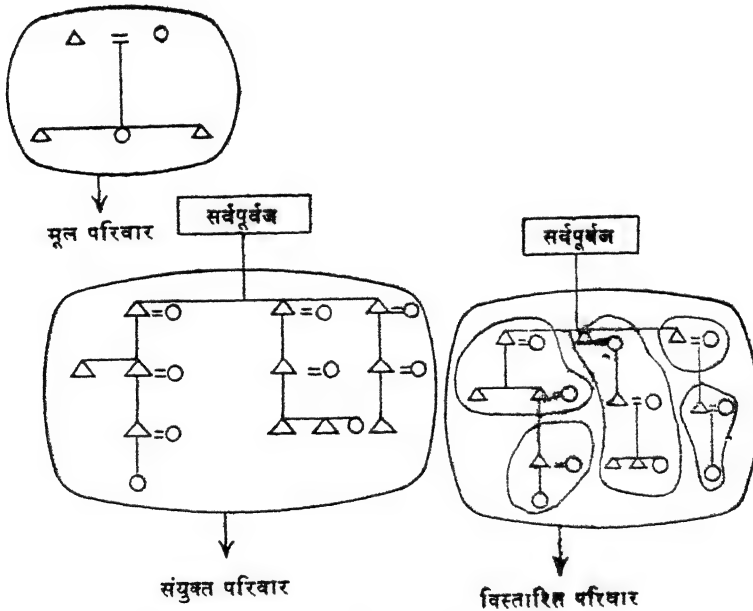 मूल परिवार
सर्वपूर्वज
सर्वपूर्वज
संयुक्त परिवार
विस्तारित परिवार